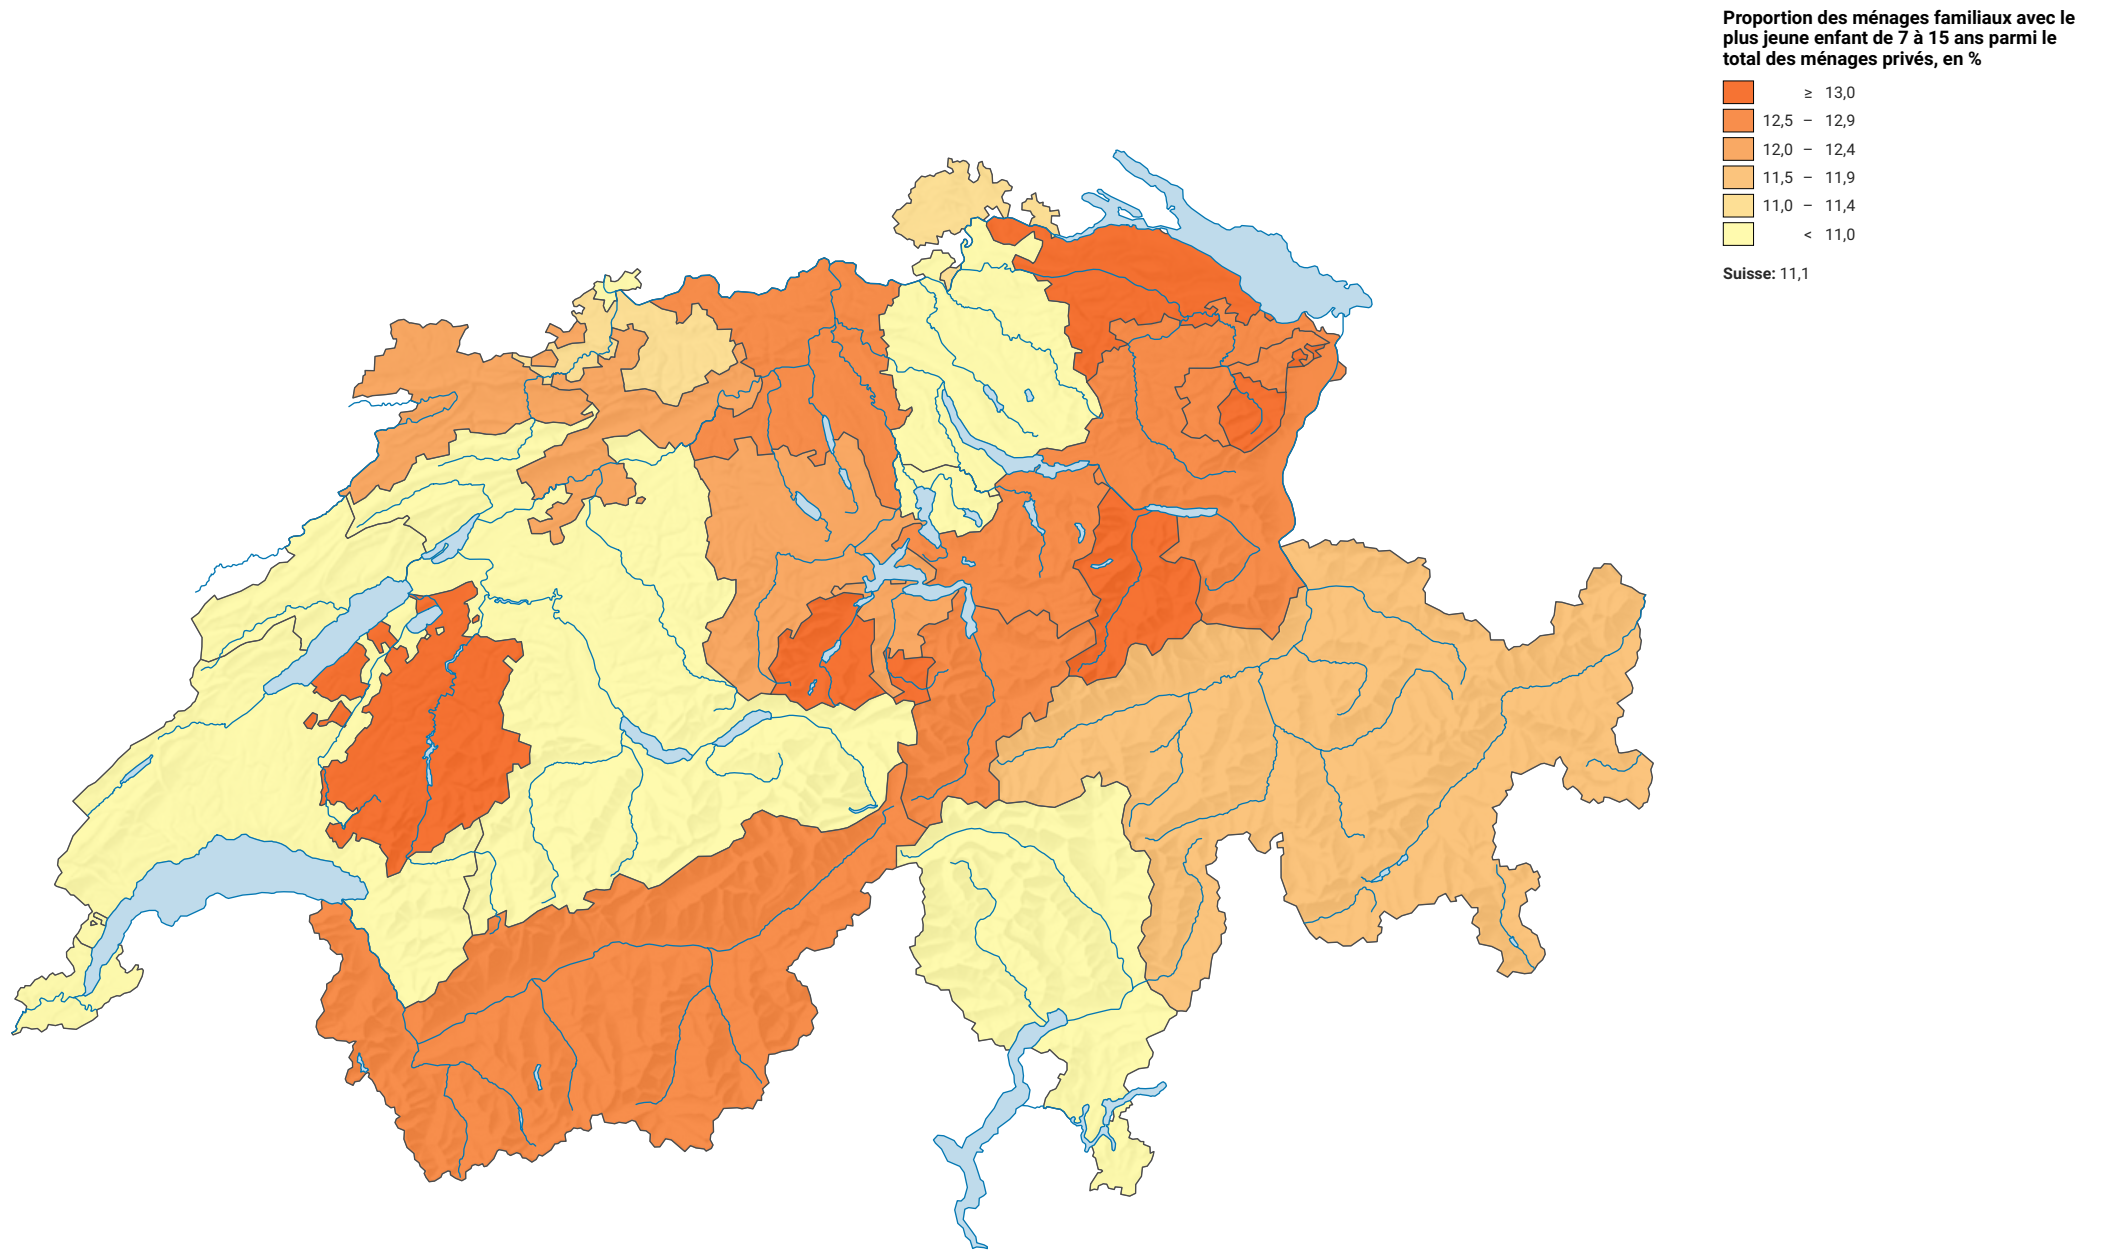 Proportion des ménages familiaux avec le
plus jeune enfant de 7 à 15 ans parmi le
total des ménages privés, en %
≥ 13,0
12,5 – 12,9
12,0 – 12,4
11,5 – 11,9
11,0 – 11,4
< 11,0
Suisse: 11,1